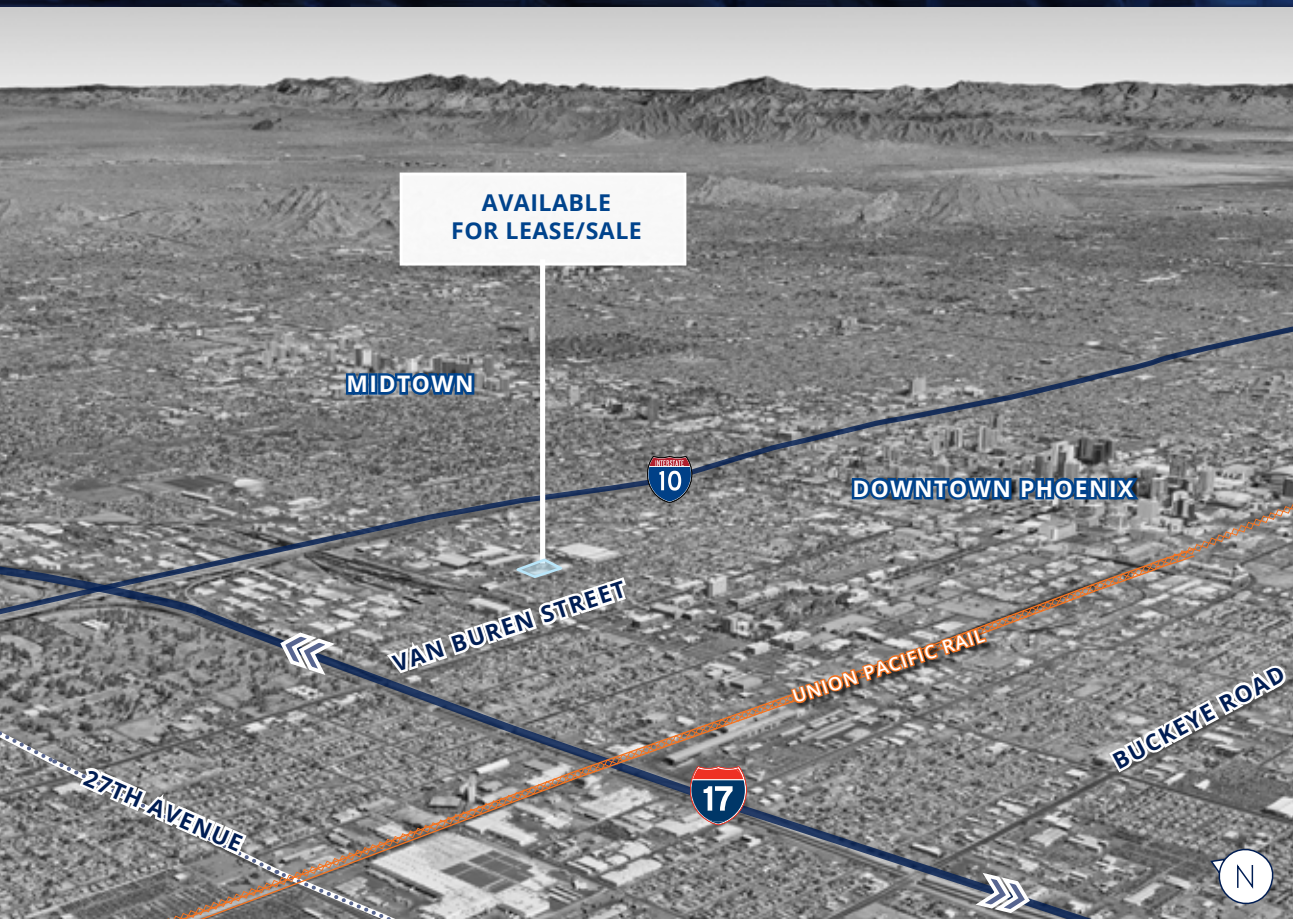 AVAILABLE
FOR LEASE/SALE
MIDTOWN
INTERSTATE
10
DOWNTOWN PHOENIX
VAN BUREN STREET
UNION PACIFIC RAIL
BUCKEYE ROAD
27TH AVENUE
17
N